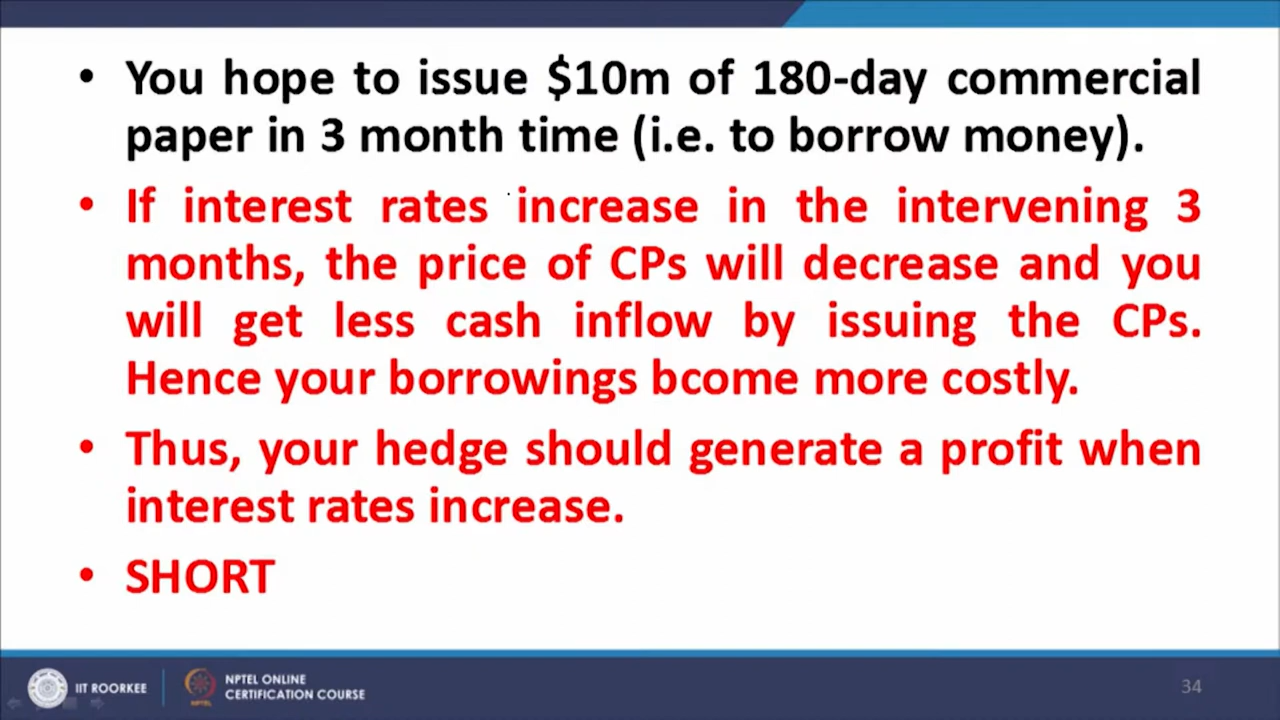 • You hope to issue $10m of 180-day commercial
paper in 3 month time (i.e. to borrow money).
• If interest rates increase in the intervening 3
months, the price of CPs will decrease and you
will get less cash inflow by issuing the CPs.
Hence your borrowings bcome more costly.
• Thus, your hedge should generate a profit when
interest rates increase.
• SHORT
IIT ROORKEE
NPTEL
NPTEL ONLINE
CERTIFICATION COURSE
34